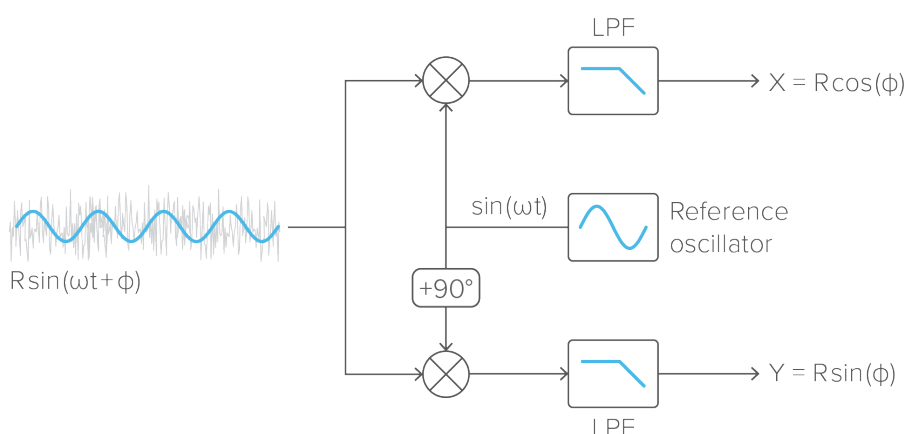 LPF
X = Rcos(ϕ)
sin(ωt)
Reference
oscillator
Rsin(ωt+ϕ)
+90°
Y = Rsin(ϕ)
LPF